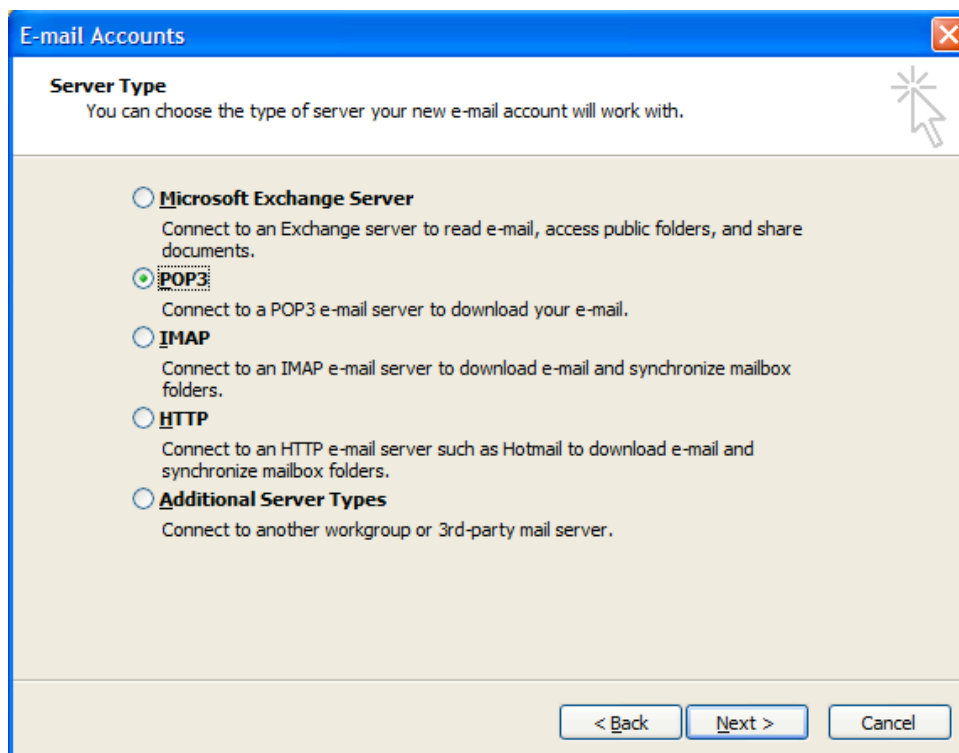 E-mail Accounts
Server Type
You can choose the type of server your new e-mail account will work with.
Microsoft Exchange Server
Connect to an Exchange server to read e-mail, access public folders, and share
documents.
POP3
Connect to a POP3 e-mail server to download your e-mail.
IMAP
Connect to an IMAP e-mail server to download e-mail and synchronize mailbox
folders.
HTTP
Connect to an HTTP e-mail server such as Hotmail to download e-mail and
synchronize mailbox folders.
Additional Server Types
Connect to another workgroup or 3rd-party mail server.
< Back Next > Cancel